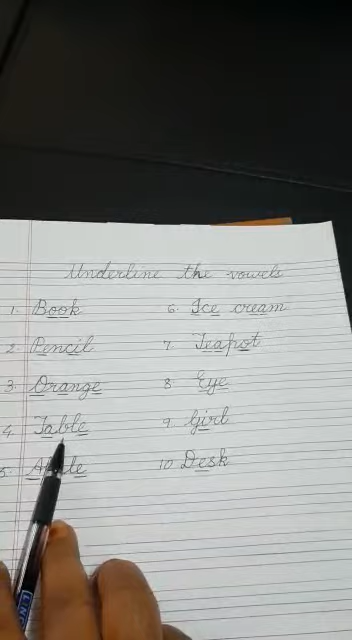 Underline the vowels
1. Book
2. Pencil
3. Orange
4. Table
5.
6. Ice cream
7. Teapot
8 Eye
9 Girl
10 Desk